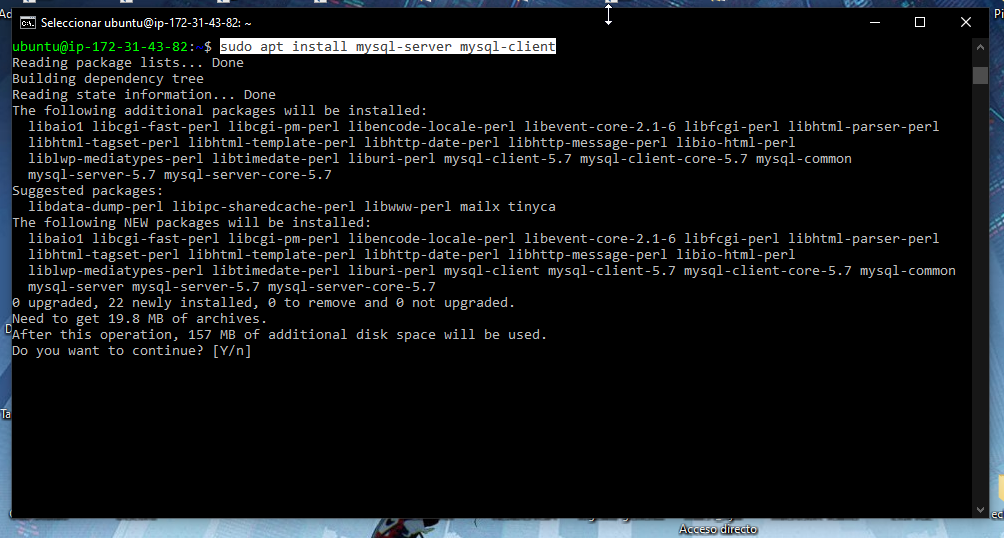 Seleccionar ubuntu@ip-172-31-43-82: ~
ubuntu@ip-172-31-43-82:~$ sudo apt install mysql-server mysql-client
Reading package lists... Done
Building dependency tree
Reading state information... Done
The following additional packages will be installed:
libaio1 libcgi-fast-perl libcgi-pm-perl libencode-locale-perl libevent-core-2.1-6 libfcgi-perl libhtml-parser-perl
libhtml-tagset-perl libhtml-template-perl libhttp-date-perl libhttp-message-perl libio-html-perl
liblwp-mediatypes-perl libtimedate-perl liburi-perl mysql-client-5.7 mysql-client-core-5.7 mysql-common
mysql-server-5.7 mysql-server-core-5.7
Suggested packages:
libdata-dump-perl libipc-sharedcache-perl libwww-perl mailx tinyca
The following NEW packages will be installed:
libaio1 libcgi-fast-perl libcgi-pm-perl libencode-locale-perl libevent-core-2.1-6 libfcgi-perl libhtml-parser-perl
libhtml-tagset-perl libhtml-template-perl libhttp-date-perl libhttp-message-perl libio-html-perl
liblwp-mediatypes-perl libtimedate-perl liburi-perl mysql-client mysql-client-5.7 mysql-client-core-5.7 mysql-common
mysql-server mysql-server-5.7 mysql-server-core-5.7
0 upgraded, 22 newly installed, 0 to remove and 0 not upgraded.
Need to get 19.8 MB of archives.
After this operation, 157 MB of additional disk space will be used.
Do you want to continue? [Y/n]
Acceso directo